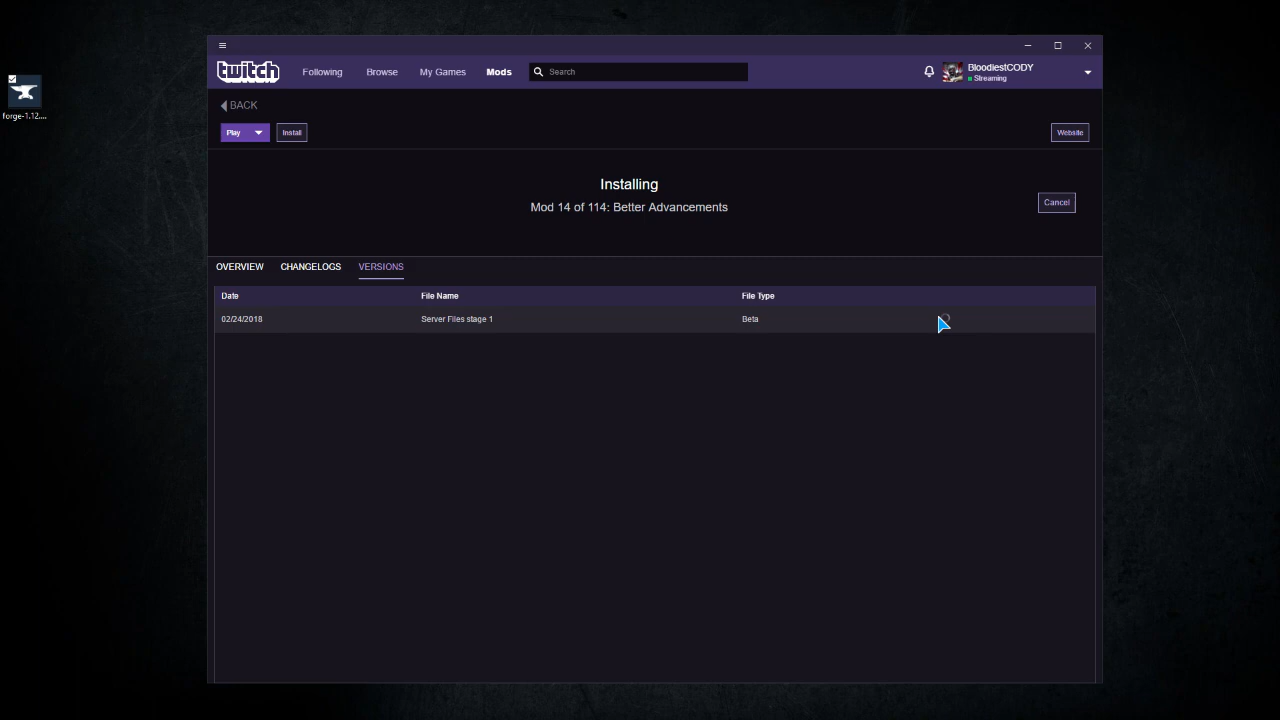 twitch
Following
Browse
My Games
Mods
Search
BloodiestCODY
Streaming
forge-1.12....
BACK
Play
Install
Website
Installing
Mod 14 of 114: Better Advancements
Cancel
OVERVIEW
CHANGELOGS
VERSIONS
Date
File Name
File Type
02/24/2018
Server Files stage 1
Beta